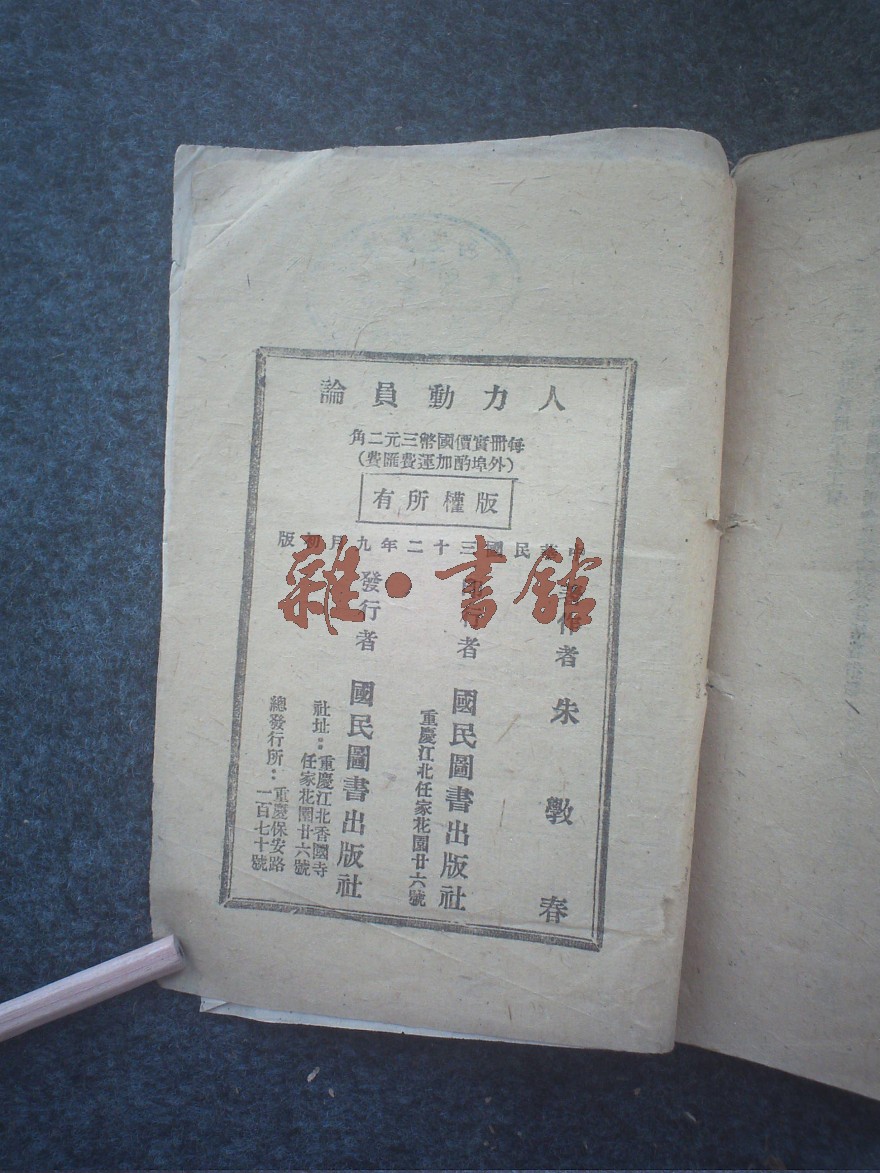 人力動員論
每冊實價國幣三元二角
(外埠酌加運費匯費)
版權所有
中華民國三十二年九月初版
著作者 朱斅春
印行者 國民圖書出版社
重慶江北任家花園廿六號
發行者 國民圖書出版社
社址:重慶江北香國寺
任家花園廿六號
總發行所:重慶保安路
一百七十號
雜·書館